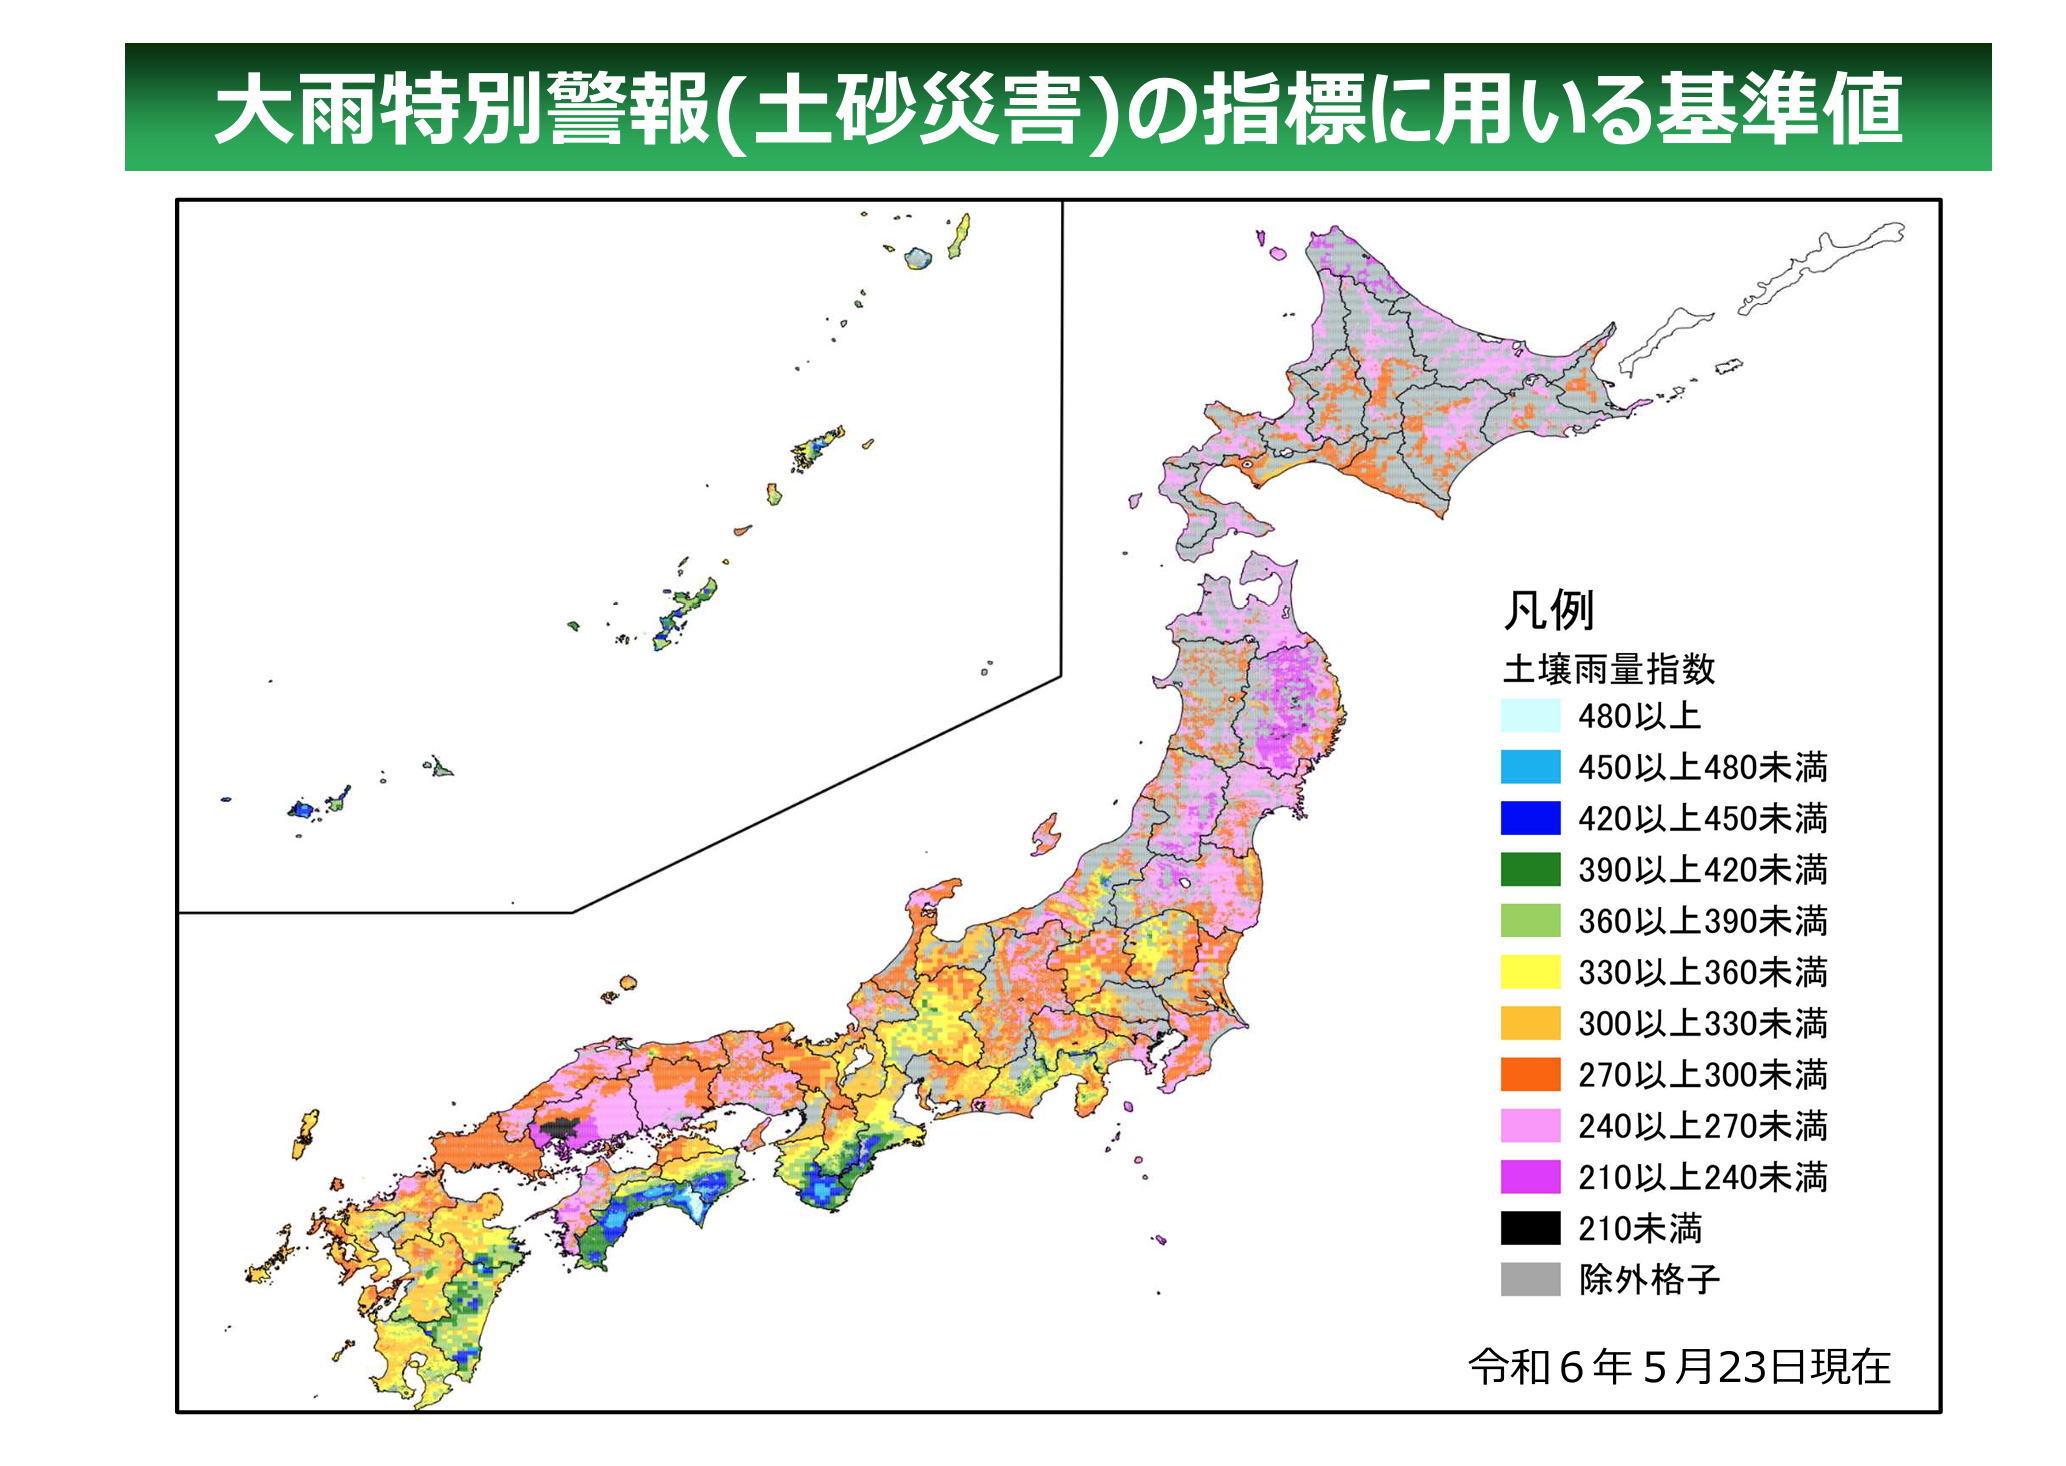 大雨特別警報(土砂災害)の指標に用いる基準値
凡例
土壌雨量指数
480以上
450以上480未満
420以上450未満
390以上420未満
360以上390未満
330以上360未満
300以上330未満
270以上300未満
240以上270未満
210以上240未満
210未満
除外格子
令和６年５月23日現在